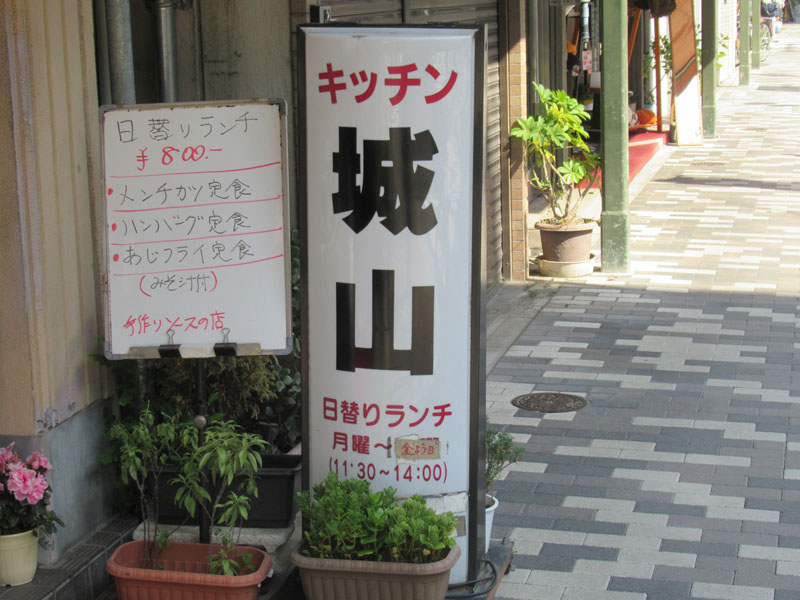 日替りランチ
¥800.-
・メンチカツ定食
・ハンバーグ定食
・あじフライ定食
(みそ汁付)
手作りソースの店
キッチン
城
山
日替りランチ
月曜〜金よう日
(11:30〜14:00)